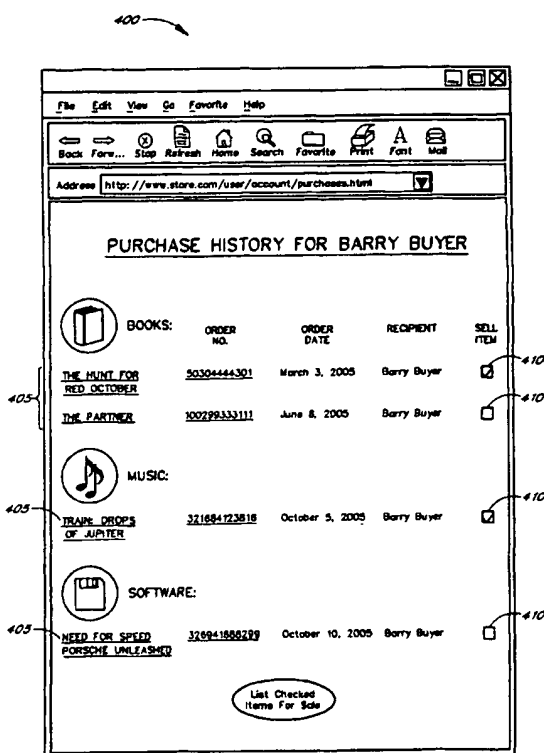 400
File Edit View Go Favorite Help
Back Forw... Stop Refresh Home Search Favorite Print Font Mail
Address http://www.store.com/user/account/purchases.html
PURCHASE HISTORY FOR BARRY BUYER
BOOKS: ORDER NO. ORDER DATE RECIPIENT SELL ITEM
THE HUNT FOR RED OCTOBER 50304444301 March 3, 2005 Barry Buyer 410
405
THE PARTNER 100299333111 June 8, 2005 Barry Buyer 410
MUSIC:
405 TRAIN: DROPS OF JUPITER 321684723816 October 5, 2005 Barry Buyer 410
SOFTWARE:
405 NEED FOR SPEED PORSCHE UNLEASHED 326941888299 October 10, 2005 Barry Buyer 410
List Checked
Items For Sale